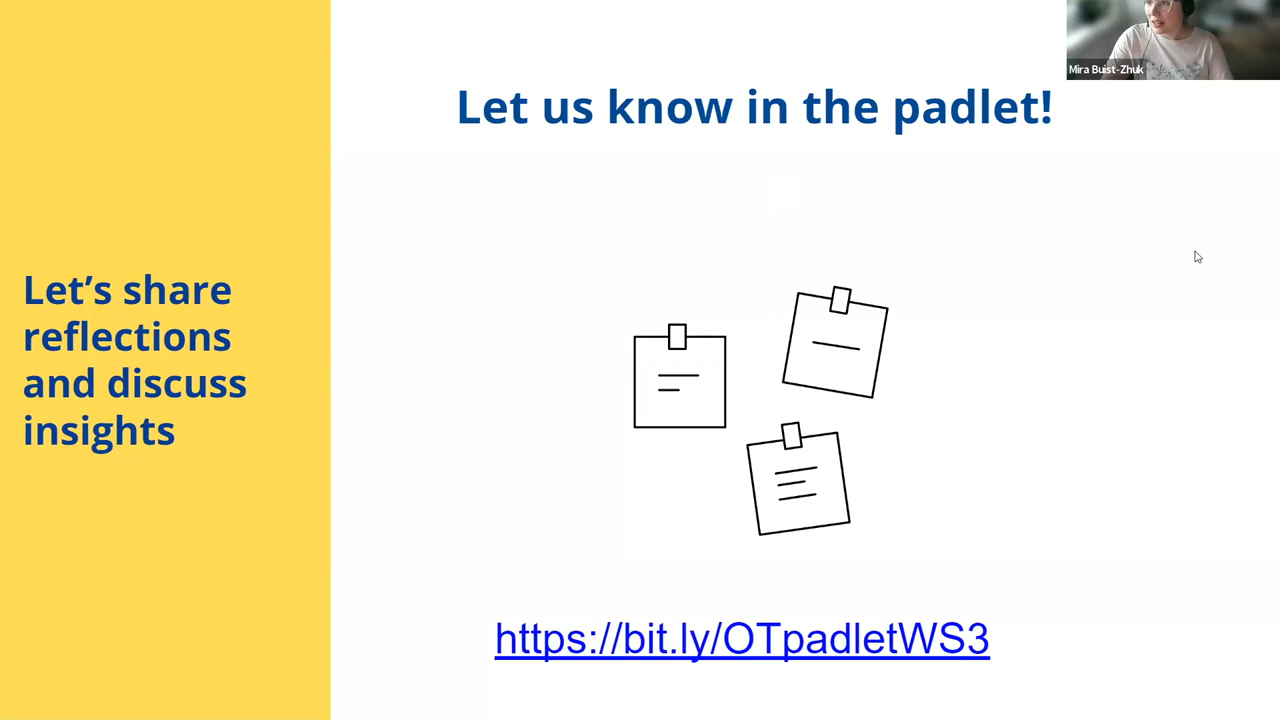 Mira Buist-Zhuk
Let us know in the padlet!
Let’s share
reflections
and discuss
insights
https://bit.ly/OTpadletWS3